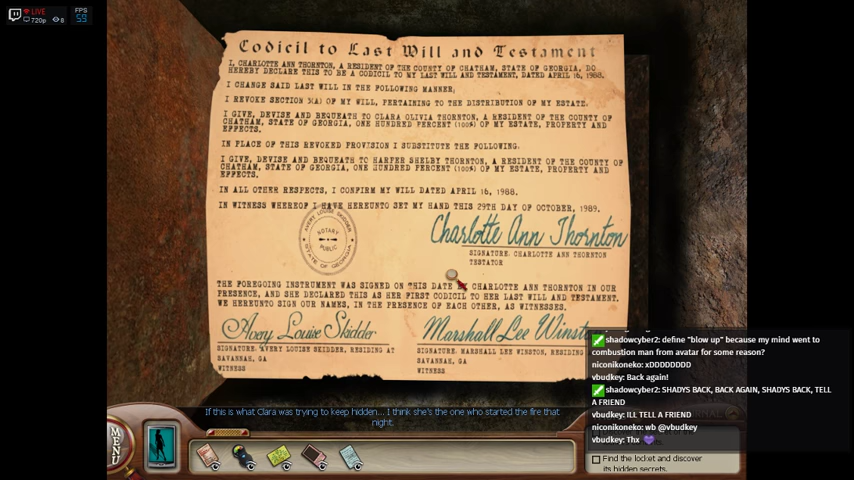 LIVE
720p
8
FPS
59
Codicil to Last Will and Testament
I, CHARLOTTE ANN THORNTON, A RESIDENT OF THE COUNTY OF CHATHAM, STATE OF GEORGIA, DO
HEREBY DECLARE THIS TO BE A CODICIL TO MY LAST WILL AND TESTAMENT, DATED APRIL 16, 1988.
I CHANGE SAID LAST WILL IN THE FOLLOWING MANNER;
I REVOKE SECTION 3(A) OF MY WILL, PERTAINING TO THE DISTRIBUTION OF MY ESTATE.
I GIVE, DEVISE AND BEQUEATH TO CLARA OLIVIA THORNTON, A RESIDENT OF THE COUNTY OF
CHATHAM, STATE OF GEORGIA, ONE HUNDRED PERCENT (100%) OF MY ESTATE, PROPERTY AND
EFFECTS.
IN PLACE OF THIS REVOKED PROVISION I SUBSTITUTE THE FOLLOWING.
I GIVE, DEVISE AND BEQUEATH TO HARPER SHELBY THORNTON, A RESIDENT OF THE COUNTY OF
CHATHAM, STATE OF GEORGIA, ONE HUNDRED PERCENT (100%) OF MY ESTATE, PROPERTY AND
EFFECTS.
IN ALL OTHER RESPECTS, I CONFIRM MY WILL DATED APRIL 16, 1988.
IN WITNESS WHEREOF I HAVE HEREUNTO SET MY HAND THIS 29TH DAY OF OCTOBER, 1989.
AVERY LOUISE SKIDDER
NOTARY
PUBLIC
STATE OF GEORGIA
Charlotte Ann Thornton
SIGNATURE: CHARLOTTE ANN THORNTON
TESTATOR
THE FOREGOING INSTRUMENT WAS SIGNED ON THIS DATE CHARLOTTE ANN THORNTON IN OUR
PRESENCE, AND SHE DECLARED THIS AS HER FIRST CODICIL TO HER LAST WILL AND TESTAMENT.
WE HEREUNTO SIGN OUR NAMES, IN THE PRESENCE OF EACH OTHER, AS WITNESSES.
Avery Louise Skidder
Marshall Lee Winsto
SIGNATURE: AVERY LOUISE SKIDDER, RESIDING AT
SAVANNAH, GA
WITNESS
SIGNATURE: MARSHALL LEE WINSTON, RESIDING
SAVANNAH, GA
WITNESS
shadowcyber2: define "blow up" because my mind went to
combustion man from avatar for some reason?
niconikoneko: xDDDDDDD
vbudkey: Back again!
shadowcyber2: SHADYS BACK, BACK AGAIN, SHADYS BACK, TELL
A FRIEND
vbudkey: ILL TELL A FRIEND
niconikoneko: wb @vbudkey
vbudkey: Thx
If this is what Clara was trying to keep hidden... I think she's the one who started the fire that
night.
MENU
Find the locket and discover
its hidden secrets.